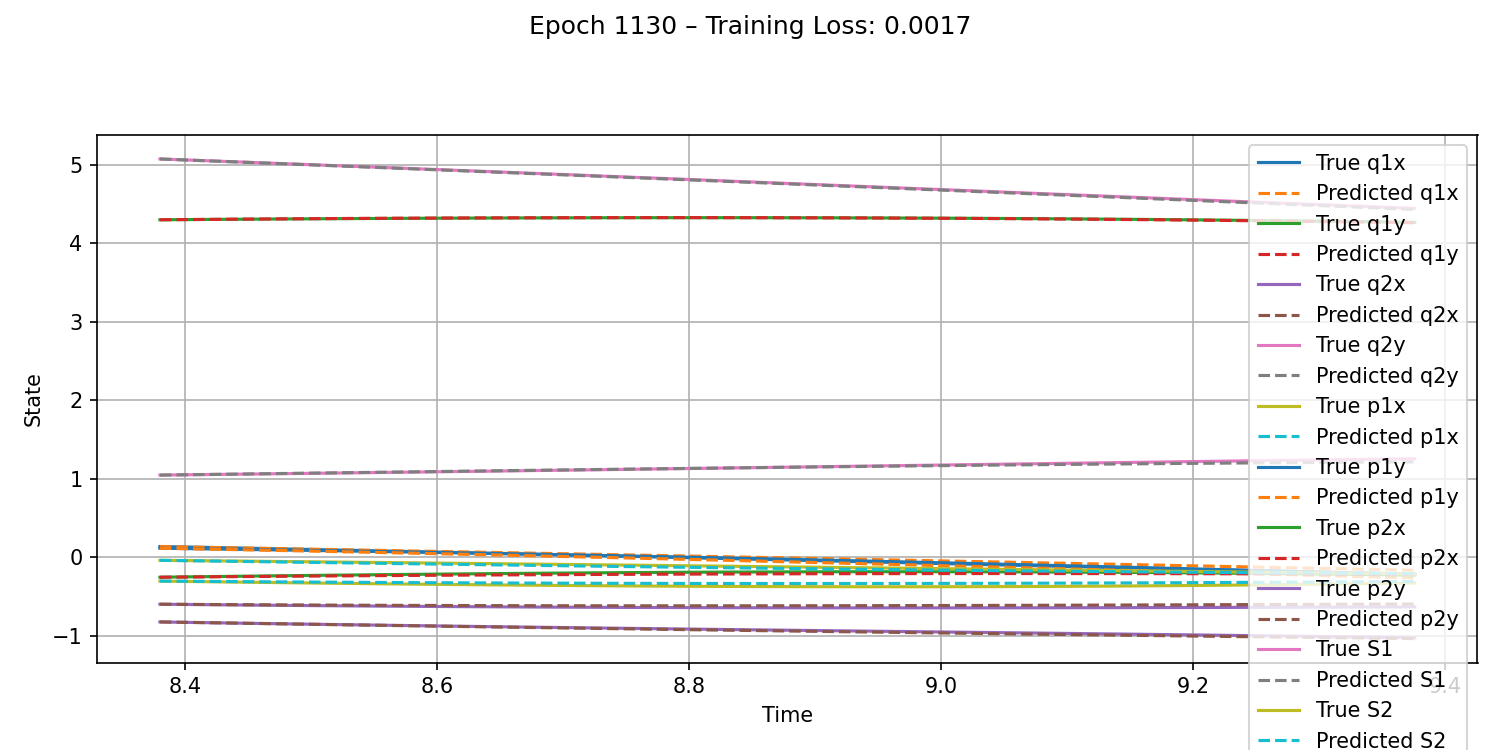 Epoch 1130 – Training Loss: 0.0017
5
4
3
2
1
0
−1
State
8.4
8.6
8.8
9.0
9.2
9.4
Time
True q1x
Predicted q1x
True q1y
Predicted q1y
True q2x
Predicted q2x
True q2y
Predicted q2y
True p1x
Predicted p1x
True p1y
Predicted p1y
True p2x
Predicted p2x
True p2y
Predicted p2y
True S1
Predicted S1
True S2
Predicted S2